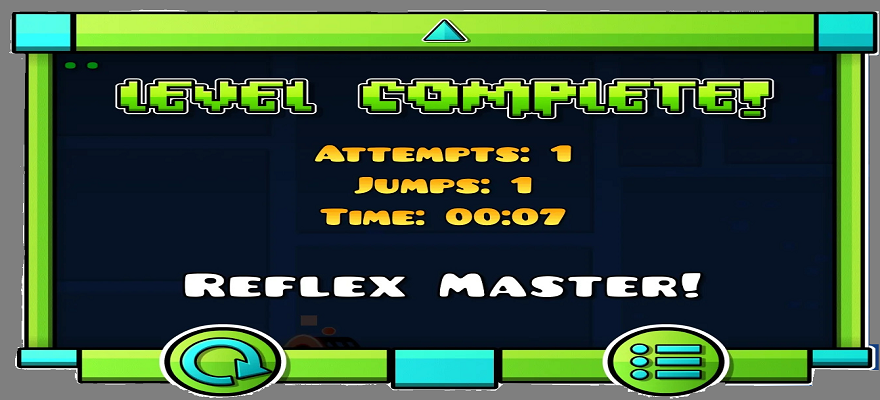 Level Complete!
Attempts: 1
Jumps: 1
Time: 00:07
Reflex Master!